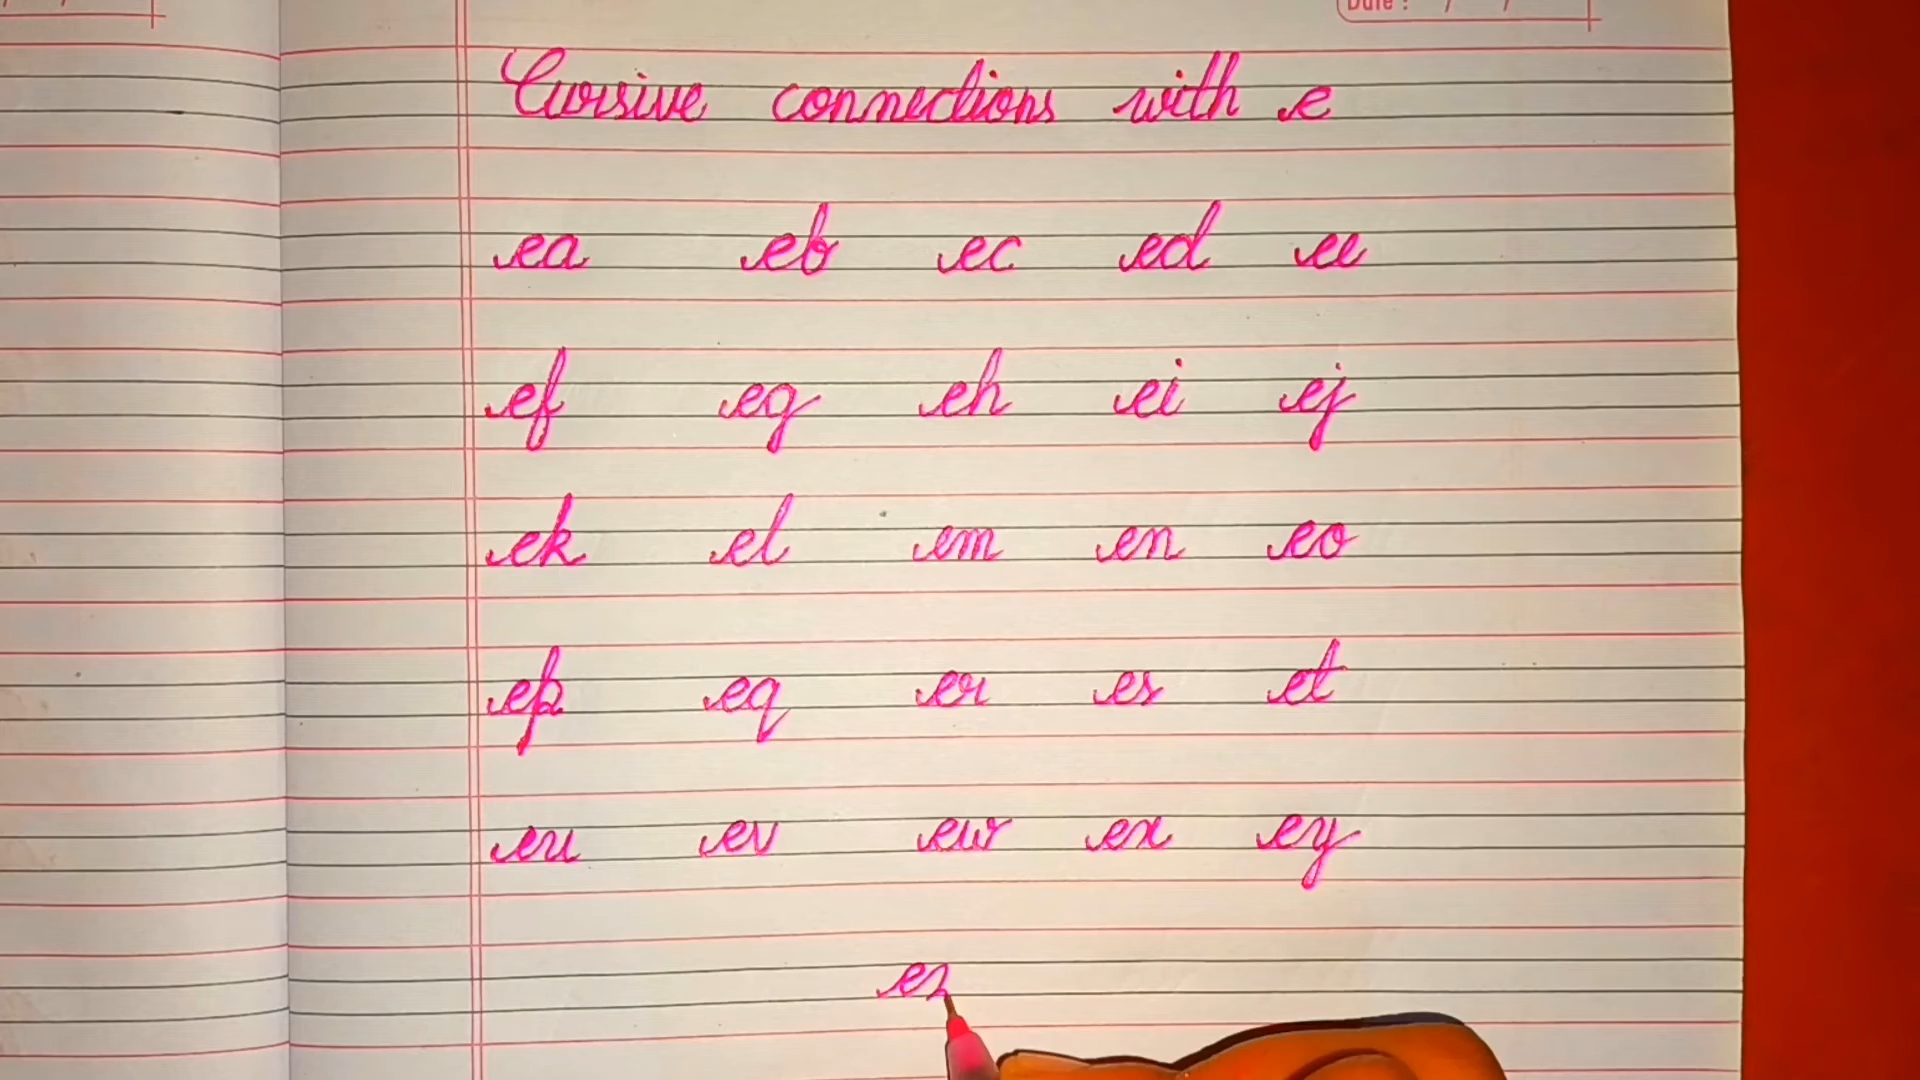 Date : / /
Cursive connections with e
ea eb ec ed ee
ef eg eh ei ej
ek el em en eo
ep eq er es et
eu ev ew ex ey
ez